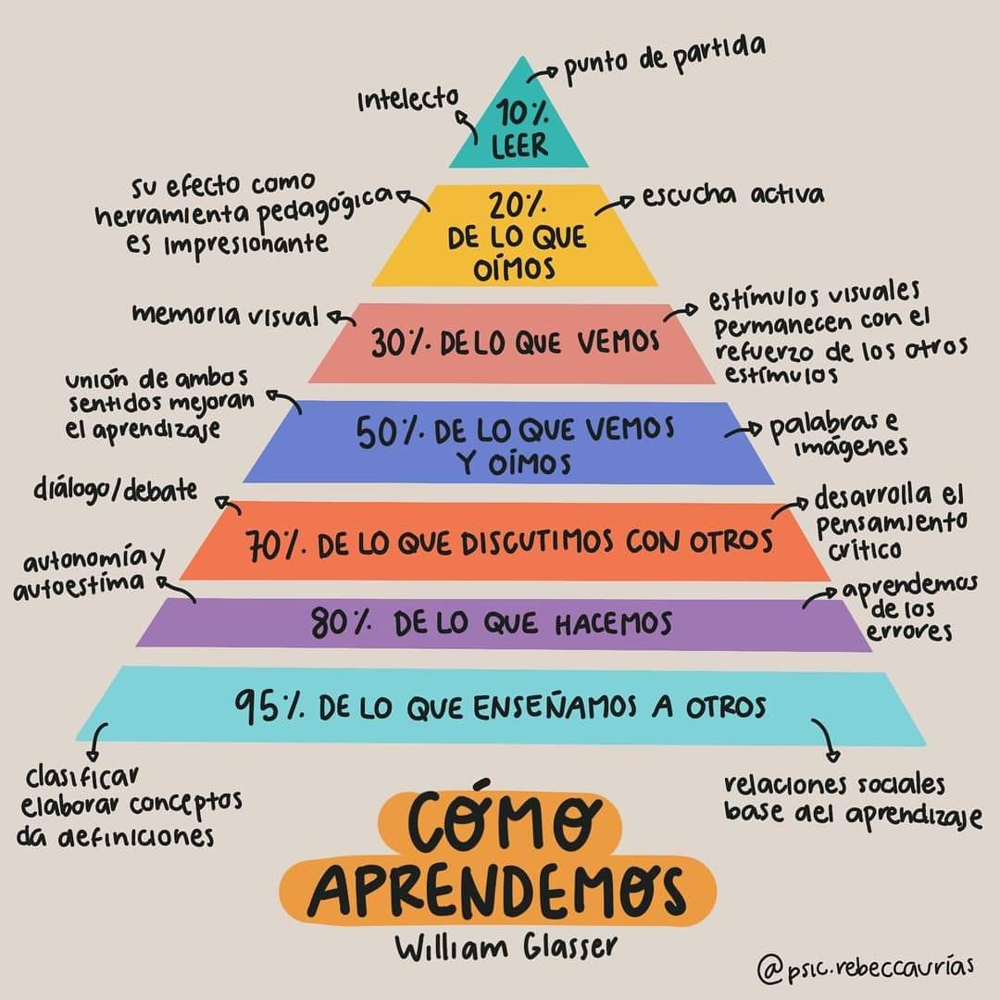 punto de partida
Intelecto
10%
LEER
su efecto como
herramienta pedagógica
es impresionante
20%
DE LO QUE
OÍMOS
escucha activa
memoria visual
30% DE LO QUE VEMOS
estímulos visuales
permanecen con el
refuerzo de los otros
estímulos
unión de ambos
sentidos mejoran
el aprendizaje
50% DE LO QUE VEMOS
Y OÍMOS
palabras e
imágenes
diálogo/debate
70% DE LO QUE DISCUTIMOS CON OTROS
desarrolla el
pensamiento
crítico
autonomía y
autoestíma
80% DE LO QUE HACEMOS
aprendemos
de los
errores
95% DE LO QUE ENSEÑAMOS A OTROS
clasificar
elaborar conceptos
da definiciones
relaciones sociales
base del aprendizaje
CÓMO
APRENDEMOS
William Glasser
@psic.rebeccaurías